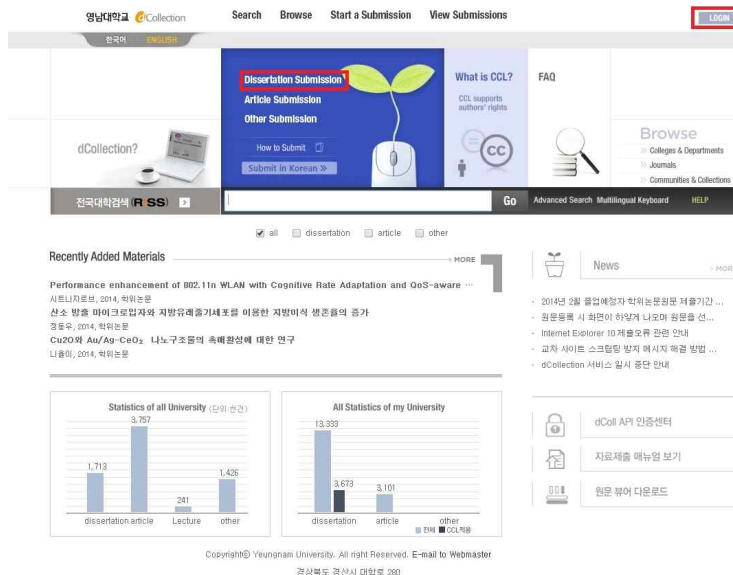 영남대학교 dCollection
Search Browse Start a Submission View Submissions
LOGIN
한국어 ENGLISH
Dissertation Submission
Article Submission
Other Submission
How to Submit
Submit in Korean »
What is CCL?
CCL supports
authors' rights
cc
FAQ
dCollection?
Browse
Colleges & Departments
Journals
Communities & Collections
전국대학검색(RISS)
Go Advanced Search Multilingual Keyboard HELP
all dissertation article other
Recently Added Materials
MORE
Performance enhancement of 802.11n WLAN with Cognitive Rate Adaptation and QoS-aware …
시트니자로브, 2014, 학위논문
산소 방출 마이크로입자와 지방유래줄기세포를 이용한 지방이식 생존율의 증가
정동우, 2014, 학위논문
Cu2O와 Au/Ag-CeO₂ 나노구조물의 촉매활성에 대한 연구
나율이, 2014, 학위논문
News
MORE
2014년 2월 졸업예정자 학위논문원문 제출기간 ...
원문등록 시 화면이 하얗게 나오며 원문을 선...
Internet Explorer 10 제출오류 관련 안내
교차 사이트 스크립팅 방지 메시지 해결 방법 ...
dCollection 서비스 일시 중단 안내
Statistics of all University (단위:천건)
3,757
1,713
241
1,426
dissertation article Lecture other
All Statistics of my University
13,333
3,673
3,101
dissertation article other
전체 CCL적용
dColl API 인증센터
자료제출 매뉴얼 보기
원문 뷰어 다운로드
Copyrightⓒ Yeungnam University. All right Reserved. E-mail to Webmaster
경상북도 경산시 대학로 280